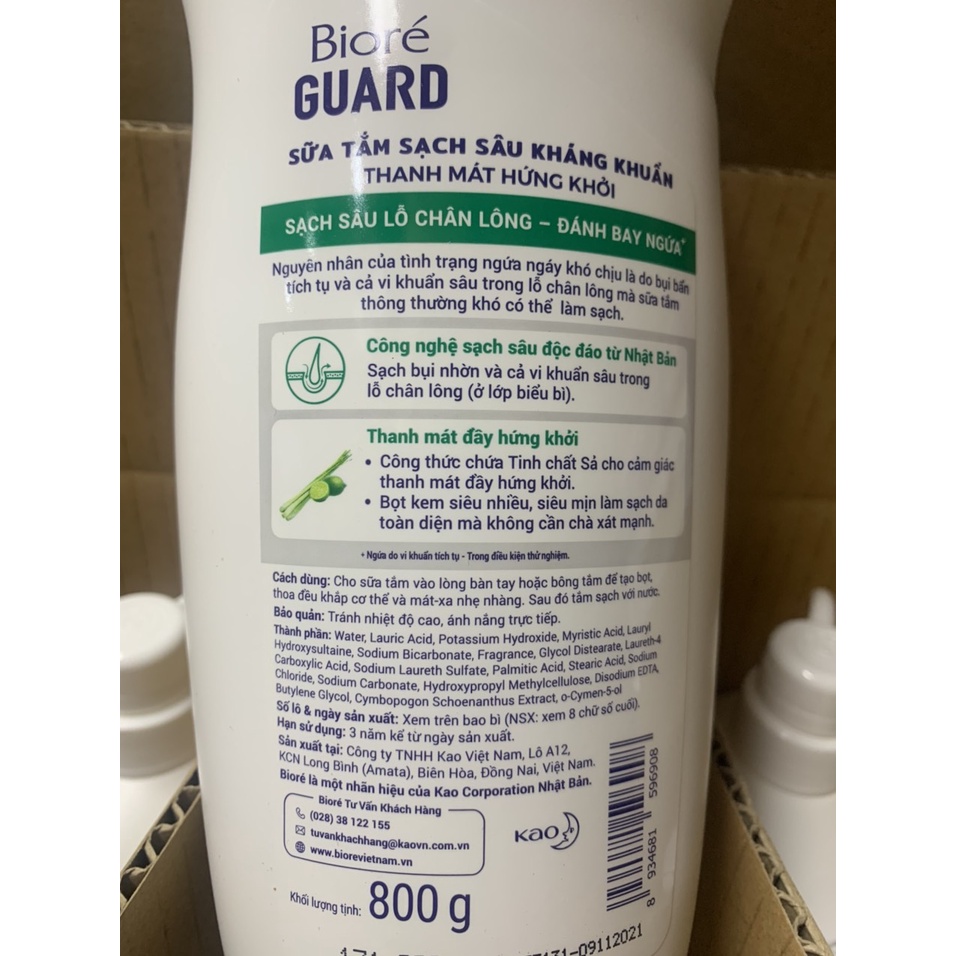 Bioré
GUARD
SỮA TẮM SẠCH SÂU KHÁNG KHUẨN
THANH MÁT HỨNG KHỞI
SẠCH SÂU LỖ CHÂN LÔNG – ĐÁNH BAY NGỨA+
Nguyên nhân của tình trạng ngứa ngáy khó chịu là do bụi bẩn
tích tụ và cả vi khuẩn sâu trong lỗ chân lông mà sữa tắm
thông thường khó có thể làm sạch.
Công nghệ sạch sâu độc đáo từ Nhật Bản
Sạch bụi nhờn và cả vi khuẩn sâu trong
lỗ chân lông (ở lớp biểu bì).
Thanh mát đầy hứng khởi
• Công thức chứa Tinh chất Sả cho cảm giác
thanh mát đầy hứng khởi.
• Bọt kem siêu nhiều, siêu mịn làm sạch da
toàn diện mà không cần chà xát mạnh.
+ Ngứa do vi khuẩn tích tụ - Trong điều kiện thử nghiệm.
Cách dùng: Cho sữa tắm vào lòng bàn tay hoặc bông tắm để tạo bọt,
thoa đều khắp cơ thể và mát-xa nhẹ nhàng. Sau đó tắm sạch với nước.
Bảo quản: Tránh nhiệt độ cao, ánh nắng trực tiếp.
Thành phần: Water, Lauric Acid, Potassium Hydroxide, Myristic Acid, Lauryl
Hydroxysultaine, Sodium Bicarbonate, Fragrance, Glycol Distearate, Laureth-4
Carboxylic Acid, Sodium Laureth Sulfate, Palmitic Acid, Stearic Acid, Sodium
Chloride, Sodium Carbonate, Hydroxypropyl Methylcellulose, Disodium EDTA,
Butylene Glycol, Cymbopogon Schoenanthus Extract, o-Cymen-5-ol
Số lô & ngày sản xuất: Xem trên bao bì (NSX: xem 8 chữ số cuối).
Hạn sử dụng: 3 năm kể từ ngày sản xuất.
Sản xuất tại: Công ty TNHH Kao Việt Nam, Lô A12,
KCN Long Bình (Amata), Biên Hòa, Đồng Nai, Việt Nam.
Bioré là một nhãn hiệu của Kao Corporation Nhật Bản.
Bioré Tư Vấn Khách Hàng
(028) 38 122 155
tuvankhachhang@kaovn.com.vn
www.biorevietnam.vn
Kao
8 934681 596908
Khối lượng tịnh: 800 g
-09112021